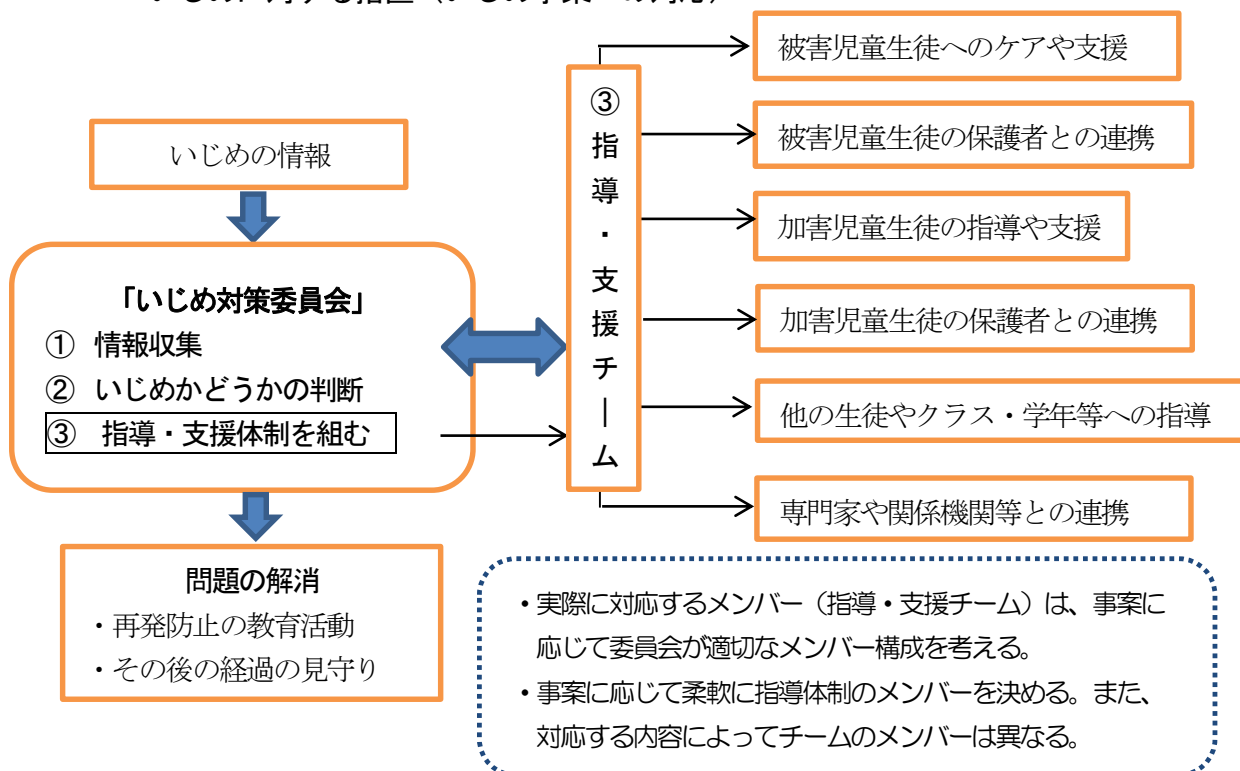 被害児童生徒へのケアや支援
いじめの情報
被害児童生徒の保護者との連携
加害児童生徒の指導や支援
「いじめ対策委員会」
① 情報収集
② いじめかどうかの判断
③ 指導・支援体制を組む
③指導・支援チーム
加害児童生徒の保護者との連携
他の生徒やクラス・学年等への指導
専門家や関係機関等との連携
問題の解消
・再発防止の教育活動
・その後の経過の見守り
・実際に対応するメンバー（指導・支援チーム）は、事案に
応じて委員会が適切なメンバー構成を考える。
・事案に応じて柔軟に指導体制のメンバーを決める。また、
対応する内容によってチームのメンバーは異なる。